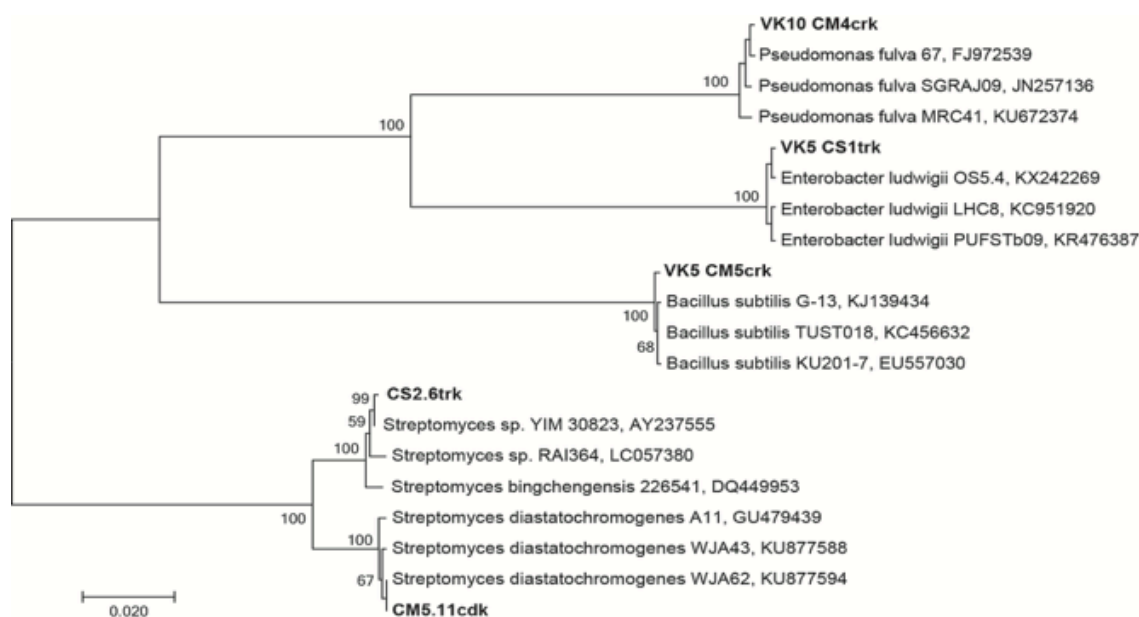 VK10 CM4crk
Pseudomonas fulva 67, FJ972539
100
Pseudomonas fulva SGRAJ09, JN257136
Pseudomonas fulva MRC41, KU672374
100
VK5 CS1trk
Enterobacter ludwigii OS5.4, KX242269
100
Enterobacter ludwigii LHC8, KC951920
Enterobacter ludwigii PUFSTb09, KR476387
VK5 CM5crk
Bacillus subtilis G-13, KJ139434
100
Bacillus subtilis TUST018, KC456632
68
Bacillus subtilis KU201-7, EU557030
99
CS2.6trk
59
Streptomyces sp. YIM 30823, AY237555
100
Streptomyces sp. RAI364, LC057380
Streptomyces bingchengensis 226541, DQ449953
100
Streptomyces diastatochromogenes A11, GU479439
100
Streptomyces diastatochromogenes WJA43, KU877588
67
Streptomyces diastatochromogenes WJA62, KU877594
0.020
CM5.11cdk